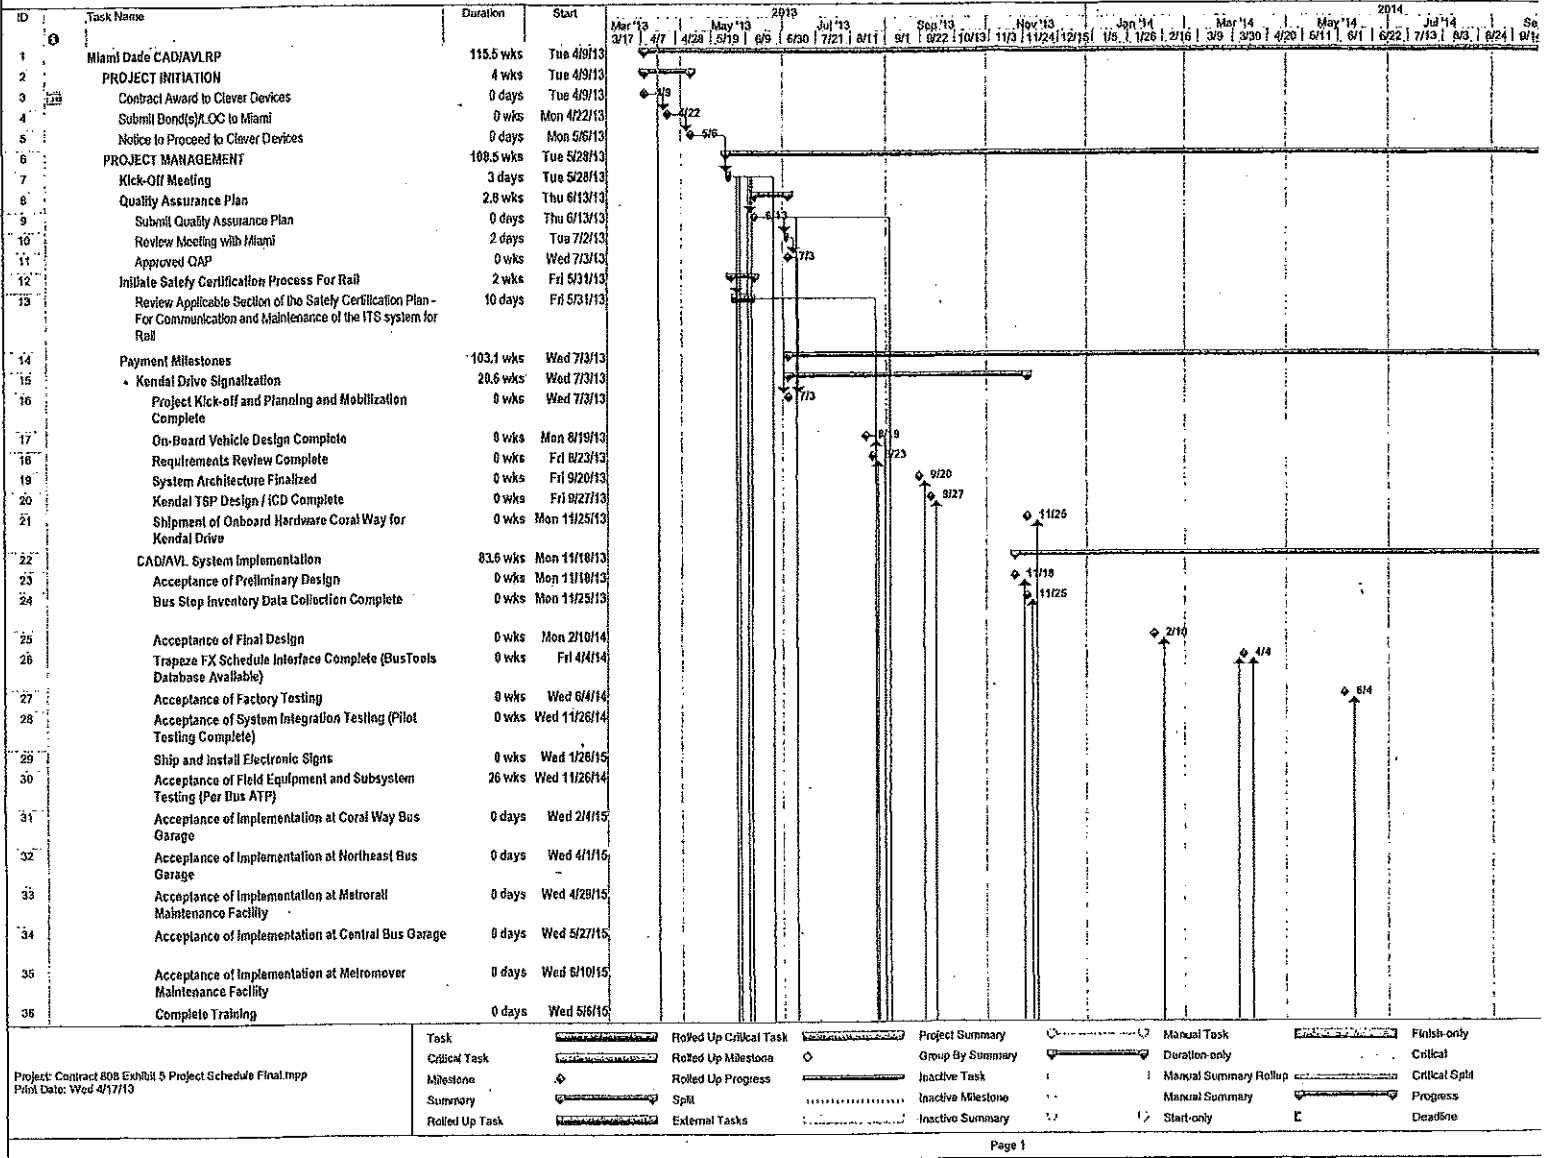 ID Task Name Duration Start 2013 2014
Mar '13 May '13 Jul '13 Sep '13 Nov '13 Jan '14 Mar '14 May '14 Jul '14 Se
3/17 4/7 4/28 5/19 6/9 6/30 7/21 8/11 9/1 9/22 10/13 11/3 11/24 12/15 1/5 1/26 2/16 3/9 3/30 4/20 5/11 6/1 6/22 7/13 8/3 8/24 9/1
1 Miami Dade CAD/AVLRP 115.5 wks Tue 4/9/13
2 PROJECT INITIATION 4 wks Tue 4/9/13
3 Contract Award to Clever Devices 0 days Tue 4/9/13 4/9
4 Submit Bond(s)/LOC to Miami 0 wks Mon 4/22/13 4/22
5 Notice to Proceed to Clever Devices 0 days Mon 5/6/13 5/6
6 PROJECT MANAGEMENT 108.5 wks Tue 5/28/13
7 Kick-Off Meeting 3 days Tue 5/28/13
8 Quality Assurance Plan 2.8 wks Thu 6/13/13
9 Submit Quality Assurance Plan 0 days Thu 6/13/13 6/13
10 Review Meeting with Miami 2 days Tue 7/2/13
11 Approved QAP 0 wks Wed 7/3/13 7/3
12 Initiate Safety Certification Process For Rail 2 wks Fri 5/31/13
13 Review Applicable Section of the Safety Certification Plan - 10 days Fri 5/31/13
For Communication and Maintenance of the ITS system for
Rail
14 Payment Milestones 103.1 wks Wed 7/3/13
15 Kendal Drive Signalization 20.6 wks Wed 7/3/13
16 Project Kick-off and Planning and Mobilization 0 wks Wed 7/3/13 7/3
Complete
17 On-Board Vehicle Design Complete 0 wks Mon 8/19/13 8/19
18 Requirements Review Complete 0 wks Fri 8/23/13 8/23
19 System Architecture Finalized 0 wks Fri 9/20/13 9/20
20 Kendal TSP Design / ICD Complete 0 wks Fri 9/27/13 9/27
21 Shipment of Onboard Hardware Coral Way for 0 wks Mon 11/25/13 11/25
Kendal Drive
22 CAD/AVL System Implementation 83.6 wks Mon 11/18/13
23 Acceptance of Preliminary Design 0 wks Mon 11/18/13 11/18
24 Bus Stop Inventory Data Collection Complete 0 wks Mon 11/25/13 11/25
25 Acceptance of Final Design 0 wks Mon 2/10/14 2/10
26 Trapeze FX Schedule Interface Complete (BusTools 0 wks Fri 4/4/14 4/4
Database Available)
27 Acceptance of Factory Testing 0 wks Wed 6/4/14 6/4
28 Acceptance of System Integration Testing (Pilot 0 wks Wed 11/26/14
Testing Complete)
29 Ship and Install Electronic Signs 0 wks Wed 1/28/15
30 Acceptance of Field Equipment and Subsystem 26 wks Wed 11/26/14
Testing (Per Bus ATP)
31 Acceptance of Implementation at Coral Way Bus 0 days Wed 2/4/15
Garage
32 Acceptance of Implementation at Northeast Bus 0 days Wed 4/1/15
Garage
33 Acceptance of Implementation at Metrorail 0 days Wed 4/29/15
Maintenance Facility
34 Acceptance of Implementation at Central Bus Garage 0 days Wed 5/27/15
35 Acceptance of Implementation at Metromover 0 days Wed 6/10/15
Maintenance Facility
36 Complete Training 0 days Wed 5/6/15
Project: Contract 808 Exhibit 5 Project Schedule Final.mpp
Print Date: Wed 4/17/13
Task Rolled Up Critical Task Project Summary Manual Task Finish-only
Critical Task Rolled Up Milestone Group By Summary Duration-only Critical
Milestone Rolled Up Progress Inactive Task Manual Summary Rollup Critical Split
Summary Split Inactive Milestone Manual Summary Progress
Rolled Up Task External Tasks Inactive Summary Start-only Deadline
Page 1